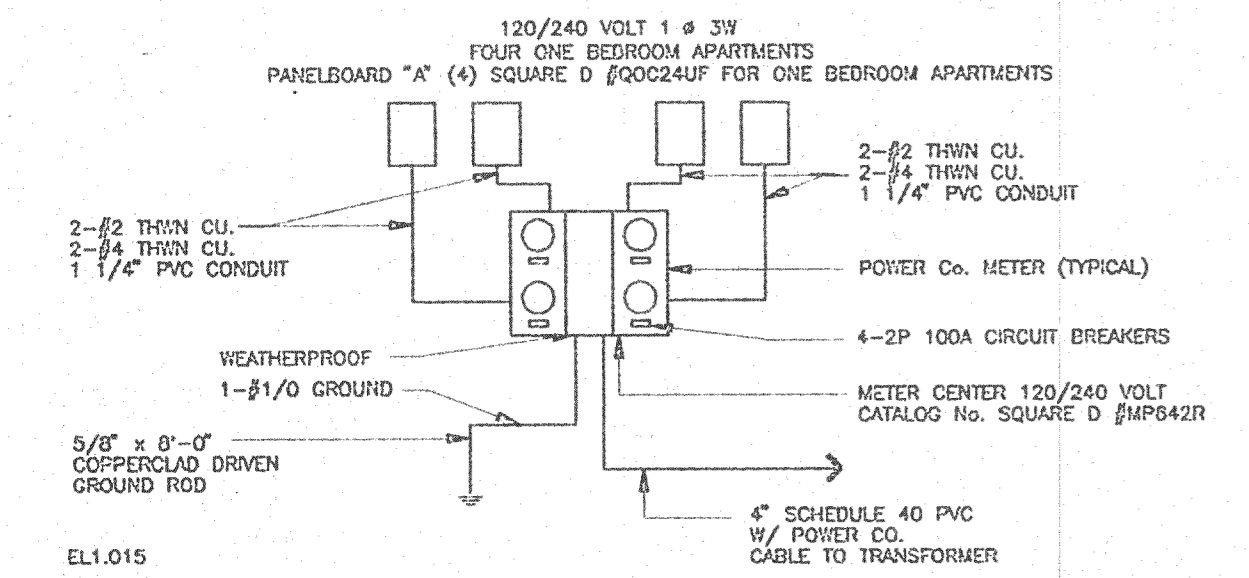 120/240 VOLT 1 ø 3W
FOUR ONE BEDROOM APARTMENTS
PANELBOARD "A" (4) SQUARE D #QOC24UF FOR ONE BEDROOM APARTMENTS
2-#2 THWN CU.
2-#4 THWN CU.
1 1/4" PVC CONDUIT
2-#2 THWN CU.
2-#4 THWN CU.
1 1/4" PVC CONDUIT
POWER Co. METER (TYPICAL)
4-2P 100A CIRCUIT BREAKERS
WEATHERPROOF
1-#1/0 GROUND
METER CENTER 120/240 VOLT
CATALOG No. SQUARE D #MP642R
5/8" x 8'-0"
COPPERCLAD DRIVEN
GROUND ROD
4" SCHEDULE 40 PVC
W/ POWER CO.
CABLE TO TRANSFORMER
EL1.015